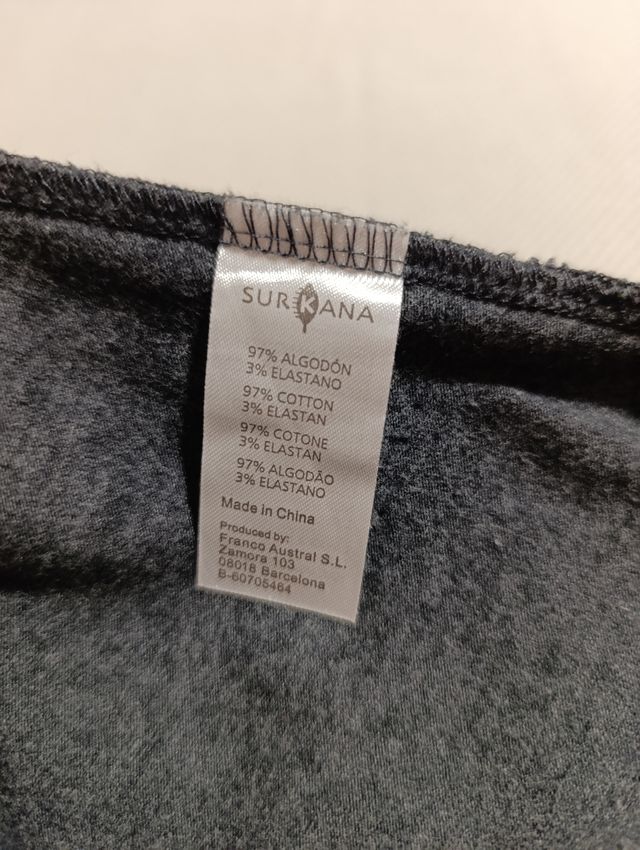 SURKANA
97% ALGODÓN
3% ELASTANO
97% COTTON
3% ELASTAN
97% COTONE
3% ELASTAN
97% ALGODÃO
3% ELASTANO
Made in China
Produced by:
Franco Austral S.L.
Zamora 103
08018 Barcelona
B-60705464